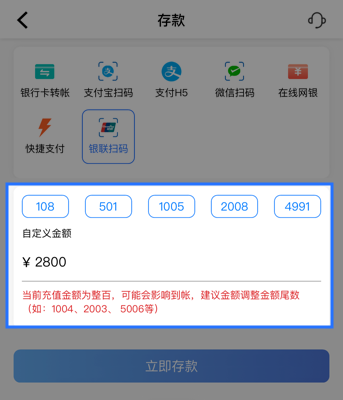 存款
银行卡转帐 支付宝扫码 支付H5 微信扫码 在线网银
快捷支付 银联扫码
108 501 1005 2008 4991
自定义金额
¥ 2800
当前充值金额为整百，可能会影响到帐，建议金额调整金额尾数
（如：1004、2003、 5006等）
立即存款